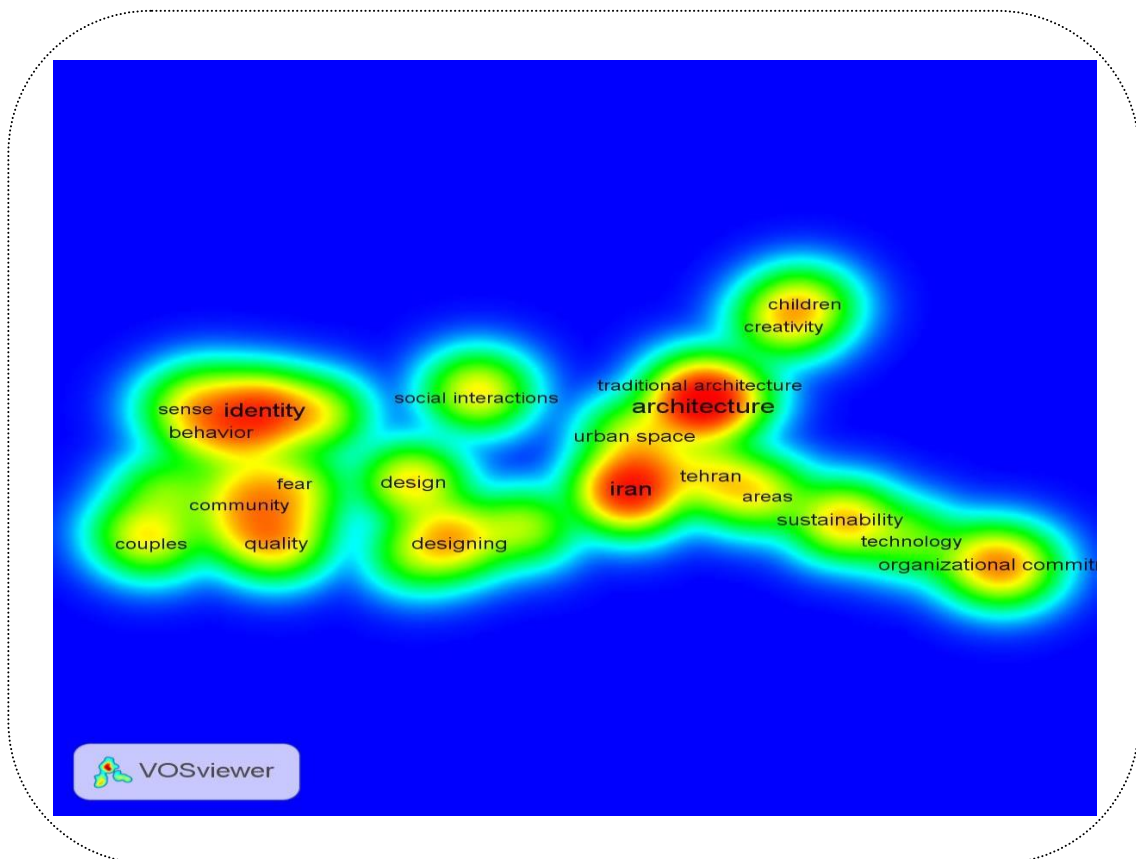 children
creativity
traditional architecture
architecture
social interactions
sense identity
behavior
urban space
tehran
iran
areas
design
fear
community
sustainability
technology
couples
quality
designing
organizational commit
VOSviewer